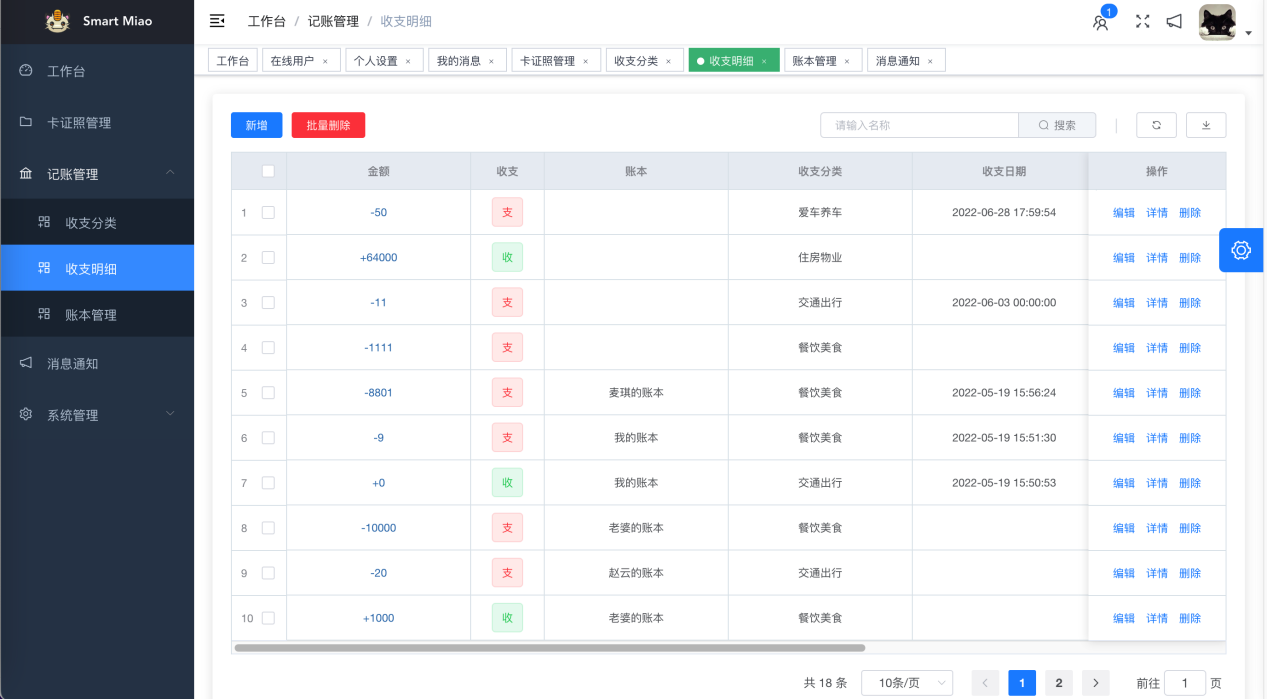 Smart Miao
工作台 / 记账管理 / 收支明细
1
工作台
卡证照管理
记账管理
收支分类
收支明细
账本管理
消息通知
系统管理
工作台 在线用户 × 个人设置 × 我的消息 × 卡证照管理 × 收支分类 × 收支明细 × 账本管理 × 消息通知 ×
新增 批量删除 请输入名称 搜索
金额 收支 账本 收支分类 收支日期 操作
1 -50 支 爱车养车 2022-06-28 17:59:54 编辑 详情 删除
2 +64000 收 住房物业 编辑 详情 删除
3 -11 支 交通出行 2022-06-03 00:00:00 编辑 详情 删除
4 -1111 支 餐饮美食 编辑 详情 删除
5 -8801 支 麦琪的账本 餐饮美食 2022-05-19 15:56:24 编辑 详情 删除
6 -9 支 我的账本 餐饮美食 2022-05-19 15:51:30 编辑 详情 删除
7 +0 收 我的账本 交通出行 2022-05-19 15:50:53 编辑 详情 删除
8 -10000 支 老婆的账本 餐饮美食 编辑 详情 删除
9 -20 支 赵云的账本 交通出行 编辑 详情 删除
10 +1000 收 老婆的账本 餐饮美食 编辑 详情 删除
共 18 条 10条/页 1 2 前往 1 页